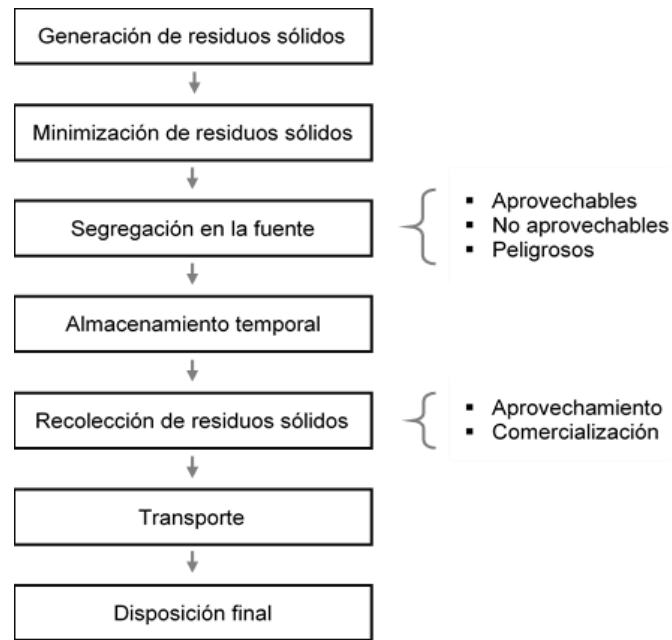 Generación de residuos sólidos
Minimización de residuos sólidos
Segregación en la fuente
▪ Aprovechables
▪ No aprovechables
▪ Peligrosos
Almacenamiento temporal
Recolección de residuos sólidos
▪ Aprovechamiento
▪ Comercialización
Transporte
Disposición final